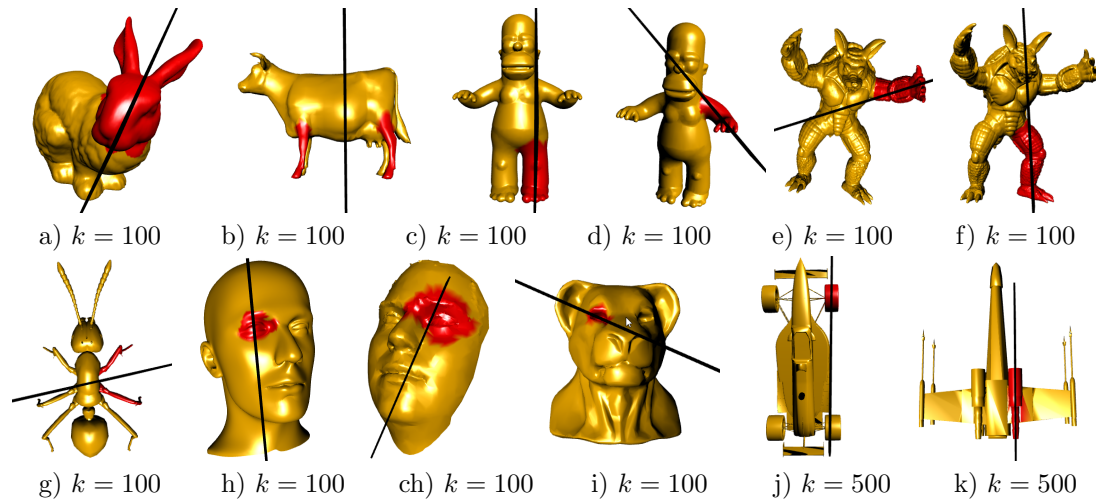 a) k = 100 b) k = 100 c) k = 100 d) k = 100 e) k = 100 f) k = 100
g) k = 100 h) k = 100 ch) k = 100 i) k = 100 j) k = 500 k) k = 500